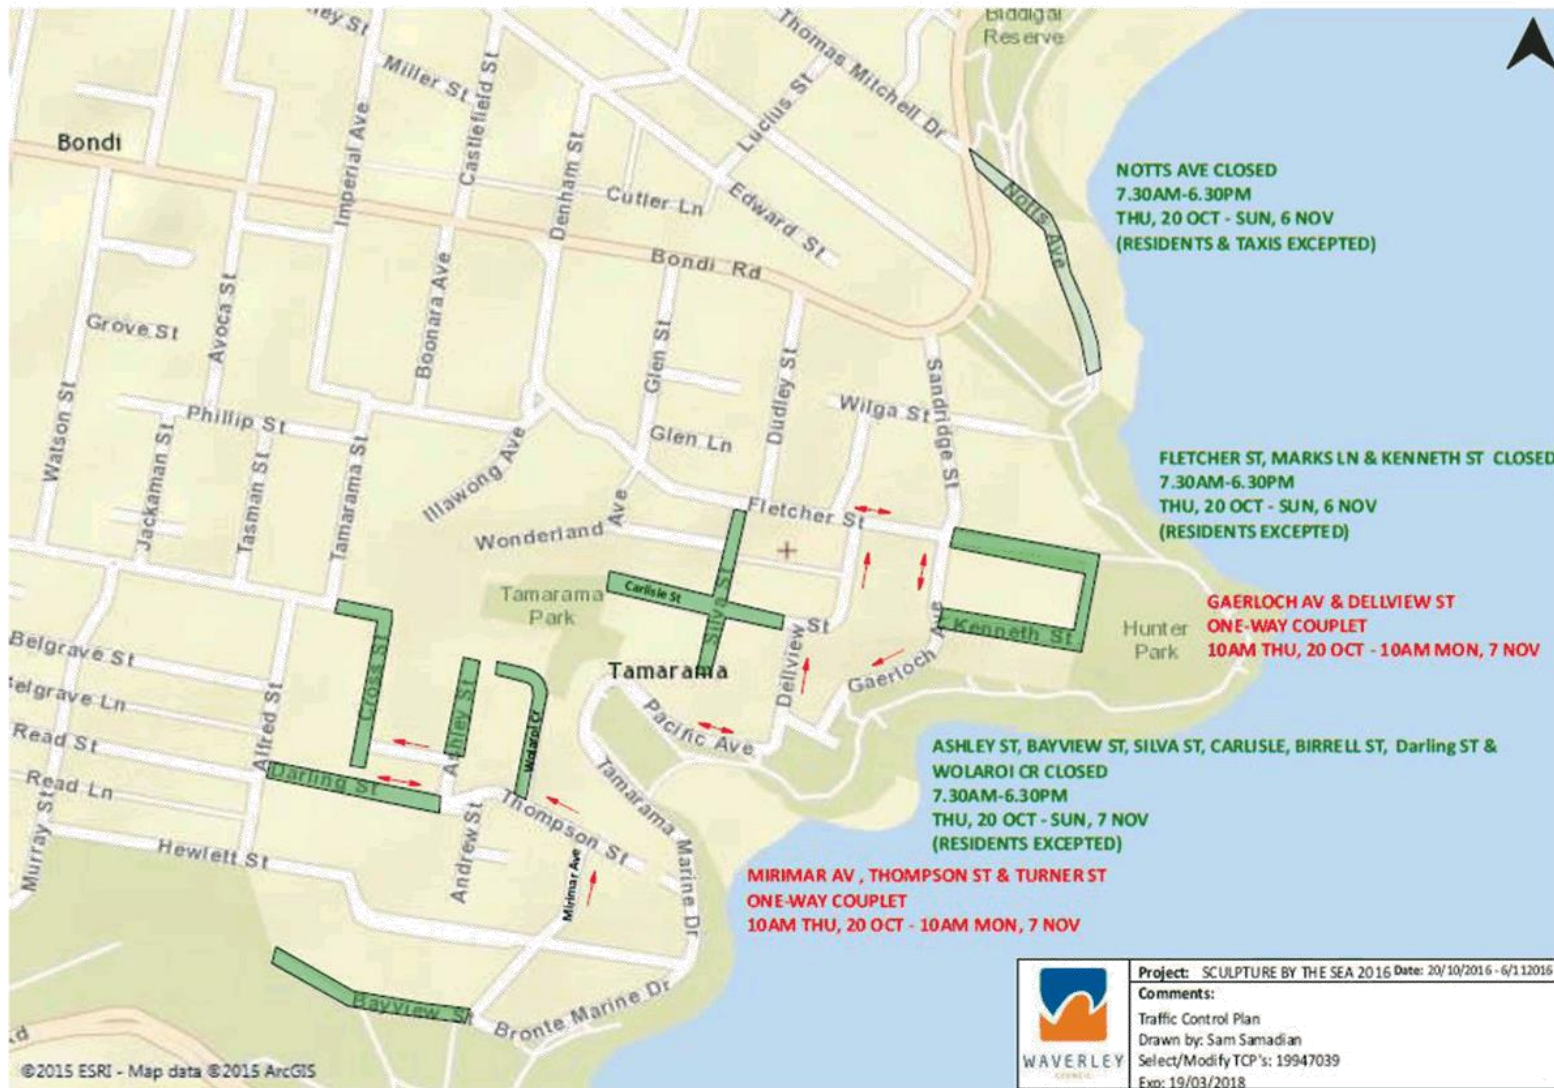 ley St
Miller St
Thomas Mitchell Dr
Biddigal
Reserve
Bondi
Imperial Ave
Castlefield St
Denham St
Lucius St
Cutler Ln
Edward St
Notts Ave
NOTTS AVE CLOSED
7.30AM-6.30PM
THU, 20 OCT - SUN, 6 NOV
(RESIDENTS & TAXIS EXCEPTED)
Bondi Rd
Grove St
Avoca St
Boonara Ave
Glen St
Dudley St
Sandridge St
Watson St
Phillip St
Wilga St
Glen Ln
Jackaman St
Tasman St
Tamarama St
Illawong Ave
FLETCHER ST, MARKS LN & KENNETH ST CLOSED
7.30AM-6.30PM
THU, 20 OCT - SUN, 6 NOV
(RESIDENTS EXCEPTED)
Fletcher St
Wonderland Ave
Tamarama
Park
Carlisle St
Silva St
St
Kenneth St
Hunter
Park
GAERLOCH AV & DELLVIEW ST
ONE-WAY COUPLET
10AM THU, 20 OCT - 10AM MON, 7 NOV
Belgrave St
elgrave Ln
Read St
Read Ln
Alfred St
Cross St
Ashley St
Wolaroi Cr
Tamarama
Dellview
Gaerloch Ave
Pacific Ave
Darling St
Thompson St
Tamarama Marine Dr
ASHLEY ST, BAYVIEW ST, SILVA ST, CARLISLE, BIRRELL ST, Darling ST &
WOLAROI CR CLOSED
7.30AM-6.30PM
THU, 20 OCT - SUN, 7 NOV
(RESIDENTS EXCEPTED)
Murray St
Hewlett St
Andrew St
Mirimar Ave
MIRIMAR AV , THOMPSON ST & TURNER ST
ONE-WAY COUPLET
10AM THU, 20 OCT - 10AM MON, 7 NOV
Bayview St
Bronte Marine Dr
Rd
©2015 ESRI - Map data ©2015 ArcGIS
WAVERLEY
COUNCIL
Project: SCULPTURE BY THE SEA 2016 Date: 20/10/2016 - 6/112016
Comments:
Traffic Control Plan
Drawn by: Sam Samadian
Select/Modify TCP's: 19947039
Exp: 19/03/2018